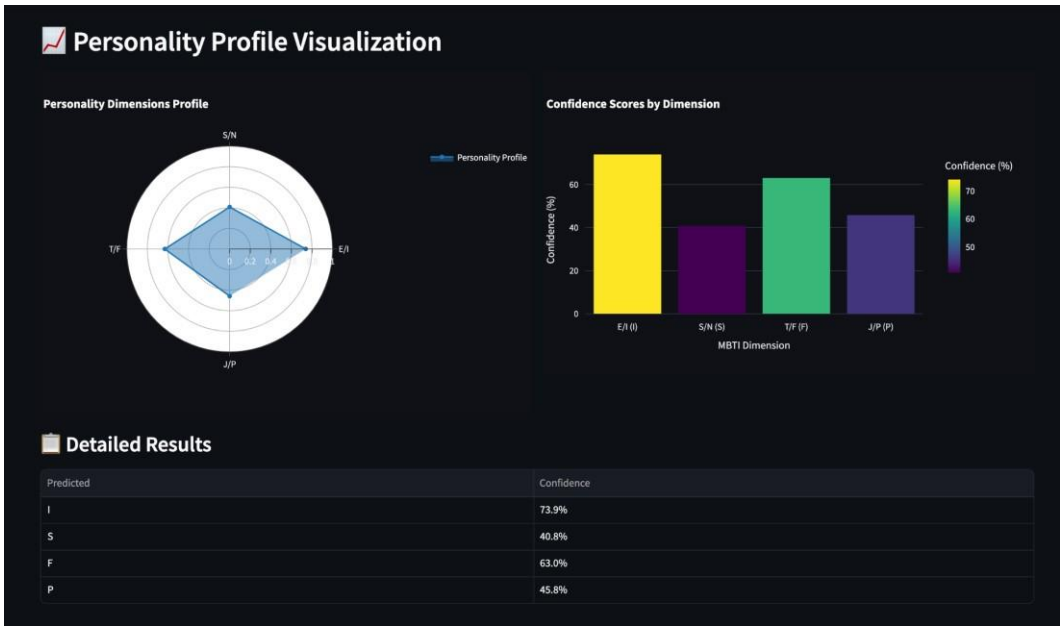 📈 Personality Profile Visualization
Personality Dimensions Profile
S/N
Personality Profile
T/F
0 0.2 0.4
1
E/I
J/P
Confidence Scores by Dimension
Confidence (%)
60
40
20
0
E/I (I) S/N (S) T/F (F) J/P (P)
MBTI Dimension
Confidence (%)
70
60
50
📋 Detailed Results
Predicted Confidence
I 73.9%
S 40.8%
F 63.0%
P 45.8%